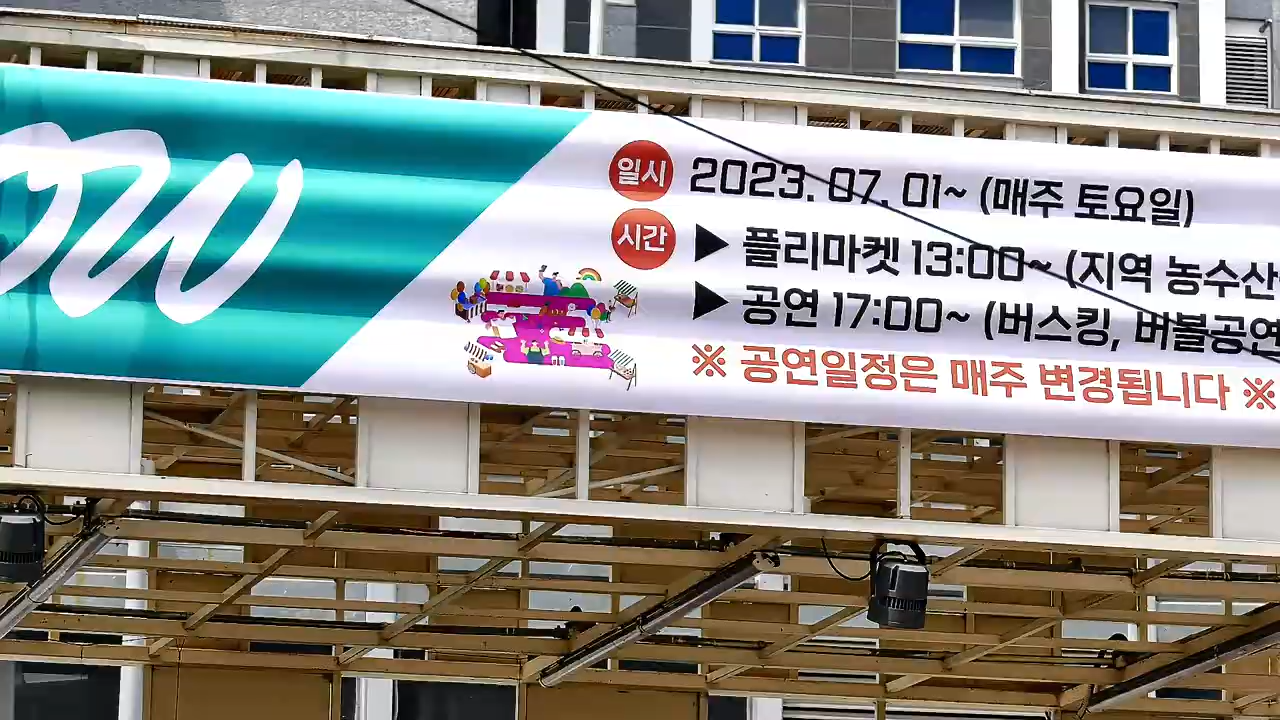 일시 2023. 07. 01~ (매주 토요일)
시간 ▶ 플리마켓 13:00~ (지역 농수산
▶ 공연 17:00~ (버스킹, 버블공연
※ 공연일정은 매주 변경됩니다 ※